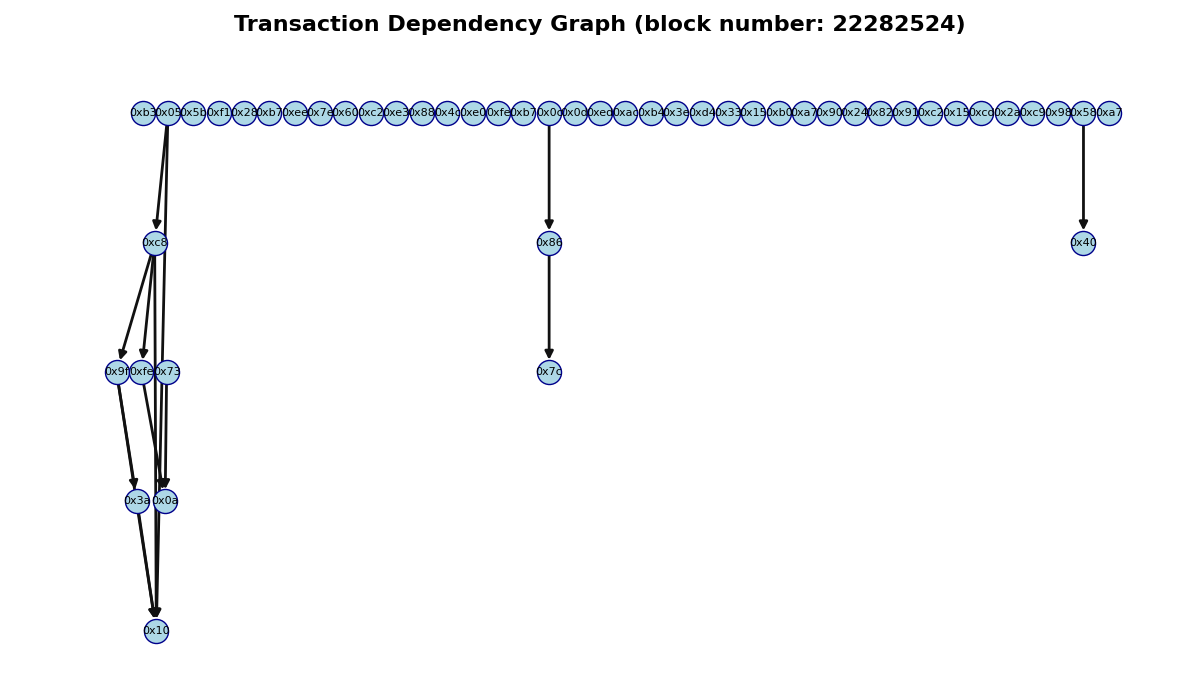 Transaction Dependency Graph (block number: 22282524)
0xb3 0x05 0x5b 0xf1 0x28 0xb7 0xee 0x7e 0x60 0xc2 0xe3 0x88 0x4c 0xe0 0xfe 0xb7 0x0c 0x0d 0xed 0xac 0xb4 0x3e 0xd4 0x33 0x15 0xb0 0xa7 0x90 0x24 0x82 0x91 0xc2 0x15 0xcd 0x2a 0xc9 0x98 0x58 0xa7
0xc8 0x86 0x40
0x9f 0xfe 0x73 0x7c
0x3a 0x0a
0x10